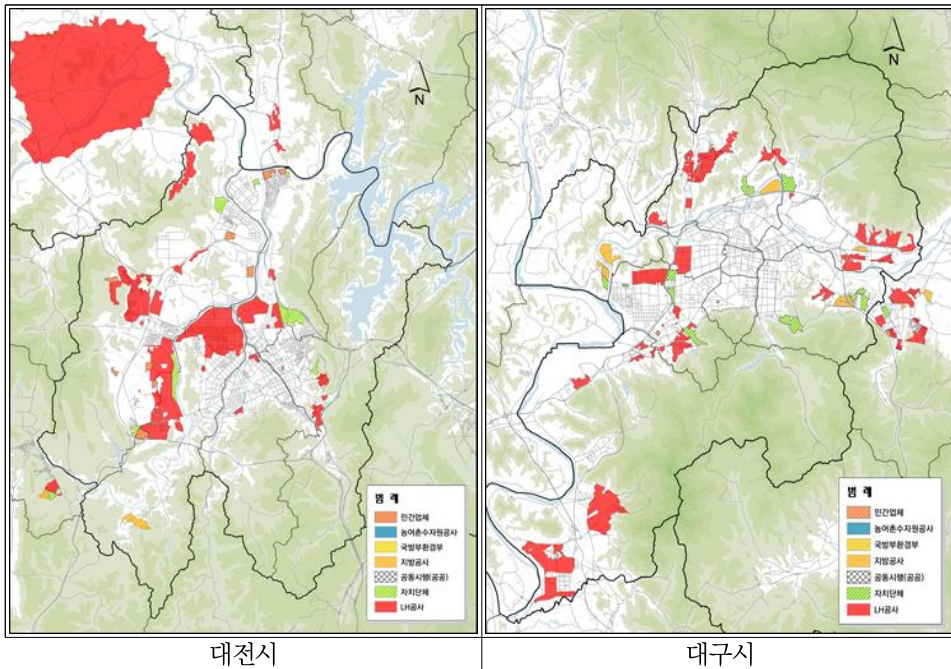 N
범 례
민간업체
농어촌수자원공사
국방부환경부
지방공사
공동시행(공공)
자치단체
LH공사
대전시
N
범 례
민간업체
농어촌수자원공사
국방부환경부
지방공사
공동시행(공공)
자치단체
LH공사
대구시